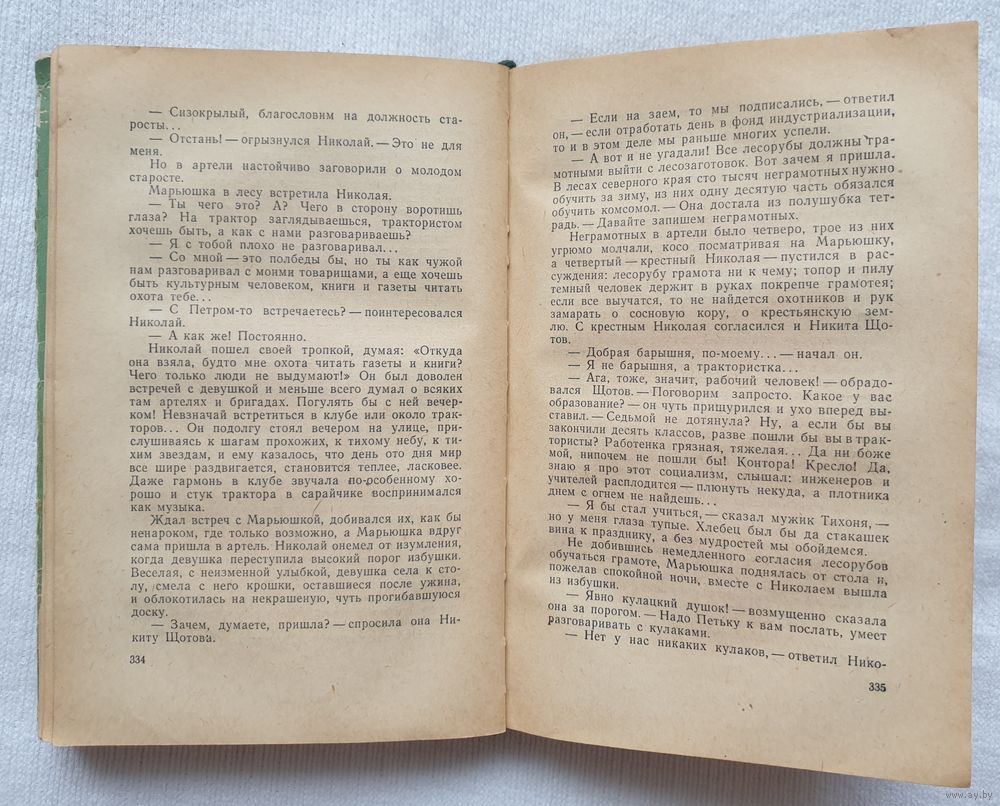 — Сизокрылый, благословим на должность ста-
росты...
— Отстань! — огрызнулся Николай. — Это не для
меня.
Но в артели настойчиво заговорили о молодом
старосте.
Марьюшка в лесу встретила Николая.
— Ты чего это? А? Чего в сторону воротишь
глаза? На трактор заглядываешься, трактористом
хочешь быть, а как с нами разговариваешь?
— Я с тобой плохо не разговаривал...
— Со мной — это полбеды бы, но ты как чужой
нам разговаривал с моими товарищами, а еще хочешь
быть культурным человеком, книги и газеты читать
охота тебе...
— С Петром-то встречаетесь? — поинтересовался
Николай.
— А как же! Постоянно.
Николай пошел своей тропкой, думая: «Откуда
она взяла, будто мне охота читать газеты и книги?
Чего только люди не выдумают!» Он был доволен
встречей с девушкой и меньше всего думал о всяких
там артелях и бригадах. Погулять бы с ней вечер-
ком! Невзначай встретиться в клубе или около трак-
торов... Он подолгу стоял вечером на улице, при-
слушиваясь к шагам прохожих, к тихому небу, к ти-
хим звездам, и ему казалось, что день ото дня мир
все шире раздвигается, становится теплее, ласковее.
Даже гармонь в клубе звучала по-особенному хо-
рошо и стук трактора в сарайчике воспринимался
как музыка.
Ждал встреч с Марьюшкой, добивался их, как бы
ненароком, где только возможно, а Марьюшка вдруг
сама пришла в артель. Николай онемел от изумления,
когда девушка переступила высокий порог избушки.
Веселая, с неизменной улыбкой, девушка села к сто-
лу, смела с него крошки, оставшиеся после ужина,
и облокотилась на некрашеную, чуть прогибавшуюся
доску.
— Зачем, думаете, пришла? — спросила она Ни-
киту Щотова.
334
— Если на заем, то мы подписались, — ответил
он, — если отработать день в фонд индустриализации,
то и в этом деле мы раньше многих успели.
— А вот и не угадали! Все лесорубы должны гра-
мотными выйти с лесозаготовок. Вот зачем я пришла.
В лесах северного края сто тысяч неграмотных нужно
обучить за зиму, из них одну десятую часть обязался
обучить комсомол. — Она достала из полушубка тет-
радь. — Давайте запишем неграмотных.
Неграмотных в артели было четверо, трое из них
угрюмо молчали, косо посматривая на Марьюшку,
а четвертый — крестный Николая — пустился в рас-
суждения: лесорубу грамота ни к чему; топор и пилу
темный человек держит в руках покрепче грамотея;
если все выучатся, то не найдется охотников и рук
замарать о сосновую кору, о крестьянскую зем-
лю. С крестным Николая согласился и Никита Що-
тов.
— Добрая барышня, по-моему... — начал он.
— Я не барышня, а трактористка...
— Ага, тоже, значит, рабочий человек! — обрадо-
вался Щотов. — Поговорим запросто. Какое у вас
образование? — он чуть прищурился и ухо вперед вы-
ставил. — Седьмой не дотянула? Ну, а если бы вы
закончили десять классов, разве пошли бы вы в трак-
тористы? Работенка грязная, тяжелая... Да ни боже
мой, нипочем не пошли бы! Контора! Кресло! Да,
знаю я про этот социализм, слышал: инженеров и
учителей расплодится — плюнуть некуда, а плотника
днем с огнем не найдешь...
— Я бы стал учиться, — сказал мужик Тихоня, —
но у меня глаза тупые. Хлебец был бы да стакашек
вина к празднику, а без мудростей мы обойдемся.
Не добившись немедленного согласия лесорубов
обучаться грамоте, Марьюшка поднялась от стола и,
пожелав спокойной ночи, вместе с Николаем вышла
из избушки.
— Явно кулацкий душок! — возмущенно сказала
она за порогом. — Надо Петьку к вам послать, умеет
разговаривать с кулаками.
— Нет у нас никаких кулаков, — ответил Нико-
335
www.ay.by